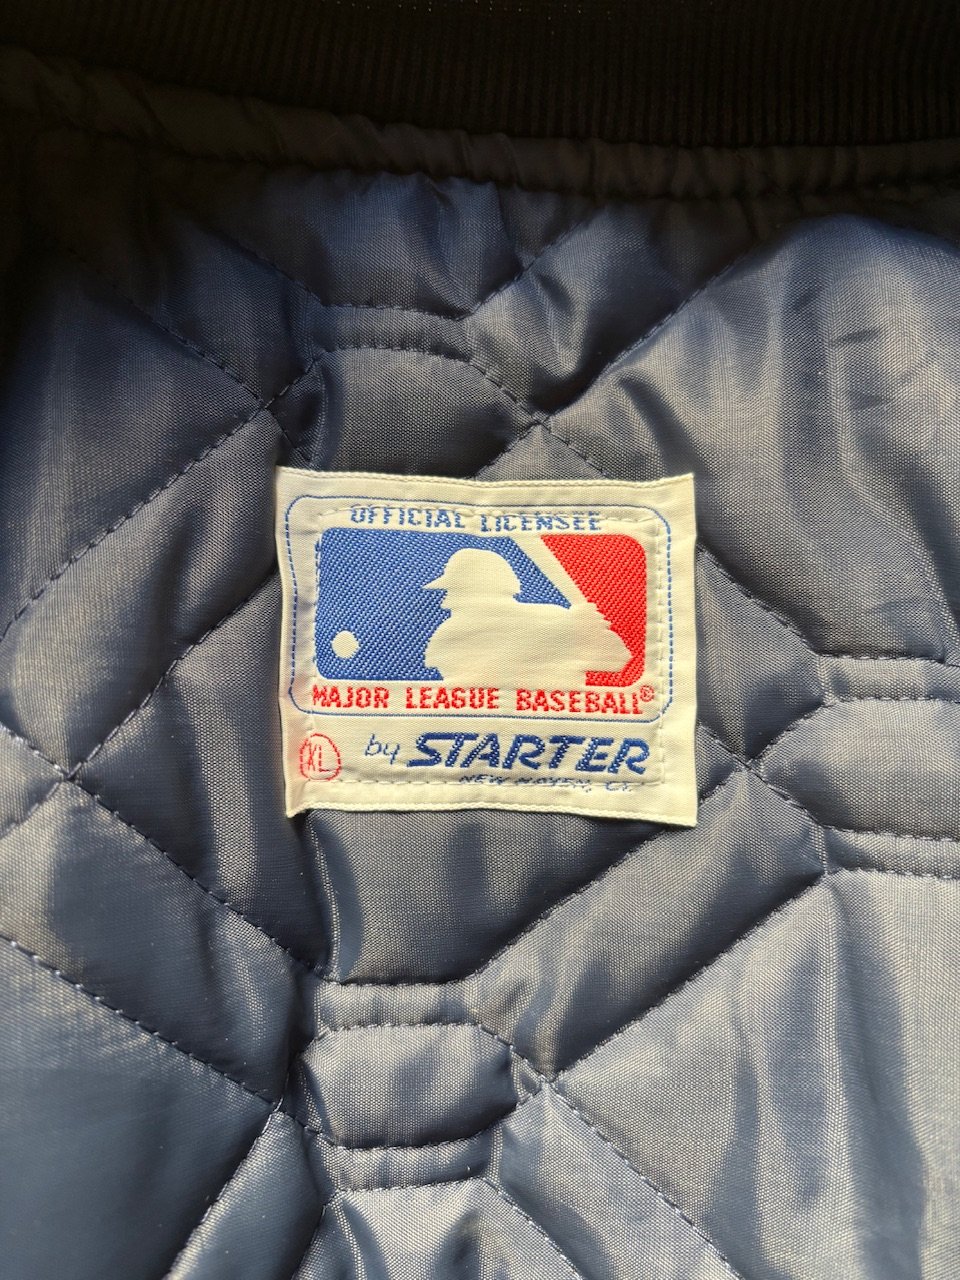 OFFICIAL LICENSEE
MAJOR LEAGUE BASEBALL®
XL by STARTER
NEW HAVEN, CT.